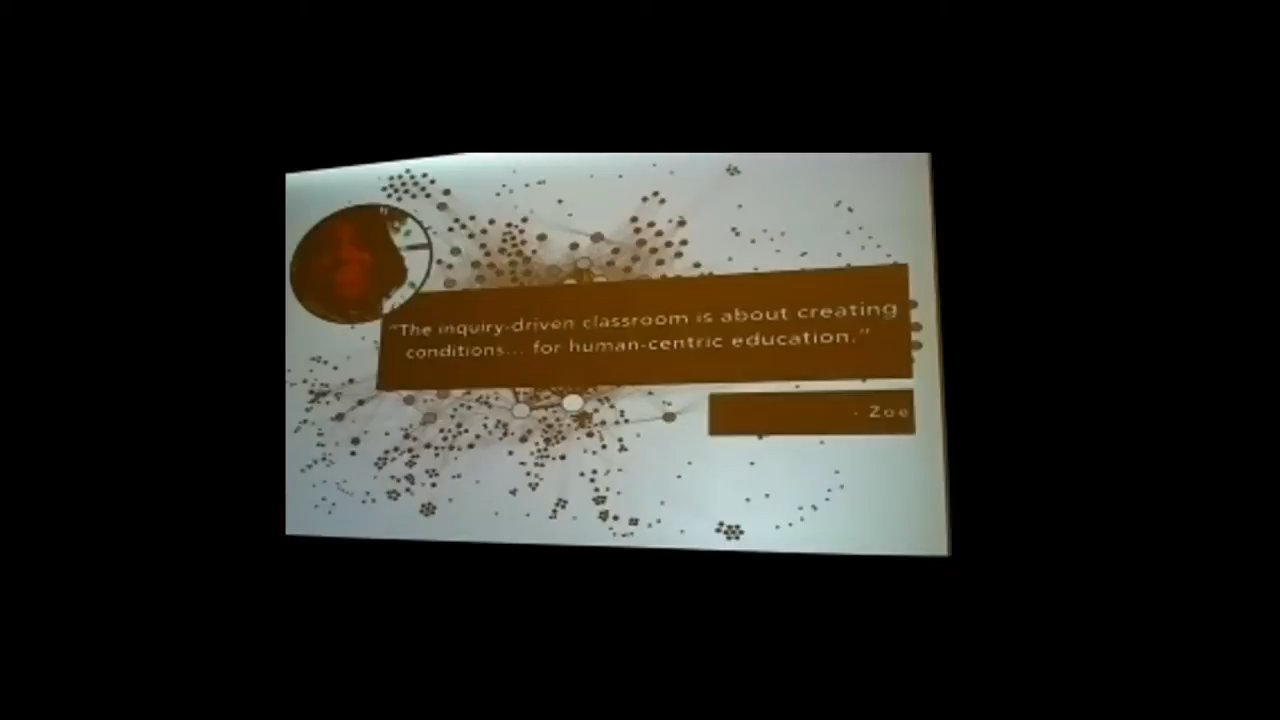 “The inquiry-driven classroom is about creating
conditions... for human-centric education.”
- Zoe